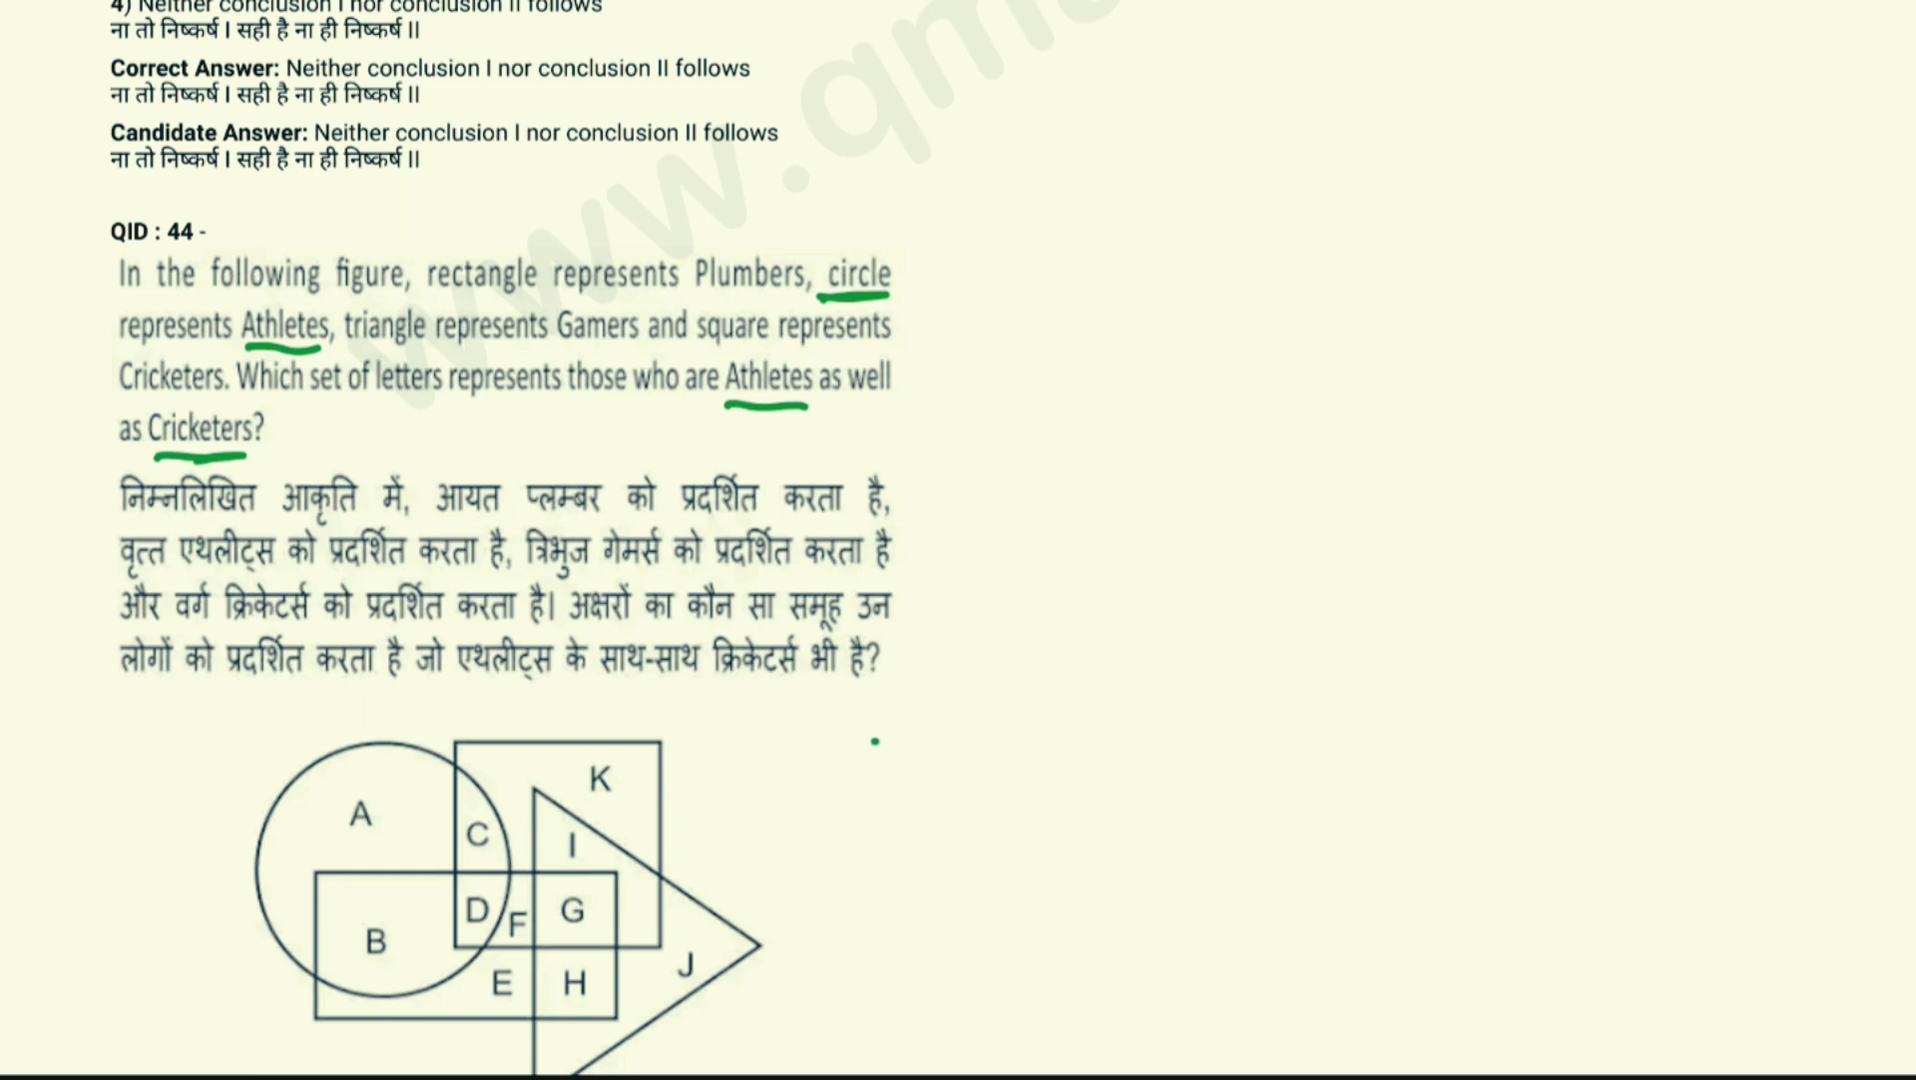 4) Neither conclusion I nor conclusion II follows
ना तो निष्कर्ष I सही है ना ही निष्कर्ष II
Correct Answer: Neither conclusion I nor conclusion II follows
ना तो निष्कर्ष I सही है ना ही निष्कर्ष II
Candidate Answer: Neither conclusion I nor conclusion II follows
ना तो निष्कर्ष I सही है ना ही निष्कर्ष II
QID : 44 -
In the following figure, rectangle represents Plumbers, circle
represents Athletes, triangle represents Gamers and square represents
Cricketers. Which set of letters represents those who are Athletes as well
as Cricketers?
निम्नलिखित आकृति में, आयत प्लम्बर को प्रदर्शित करता है,
वृत्त एथलीट्स को प्रदर्शित करता है, त्रिभुज गेमर्स को प्रदर्शित करता है
और वर्ग क्रिकेटर्स को प्रदर्शित करता है। अक्षरों का कौन सा समूह उन
लोगों को प्रदर्शित करता है जो एथलीट्स के साथ-साथ क्रिकेटर्स भी है?
K
A
C
I
D
F
G
B
E
H
J